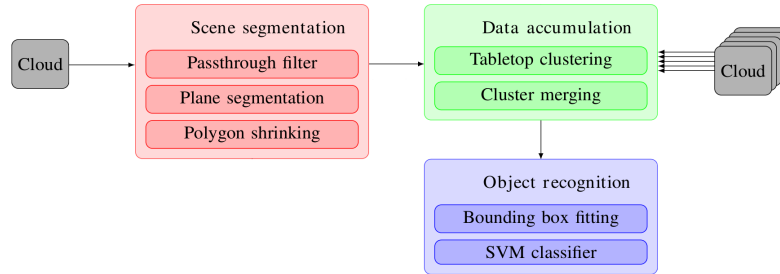 Cloud
Scene segmentation
Passthrough filter
Plane segmentation
Polygon shrinking
Data accumulation
Tabletop clustering
Cluster merging
Cloud
Object recognition
Bounding box fitting
SVM classifier